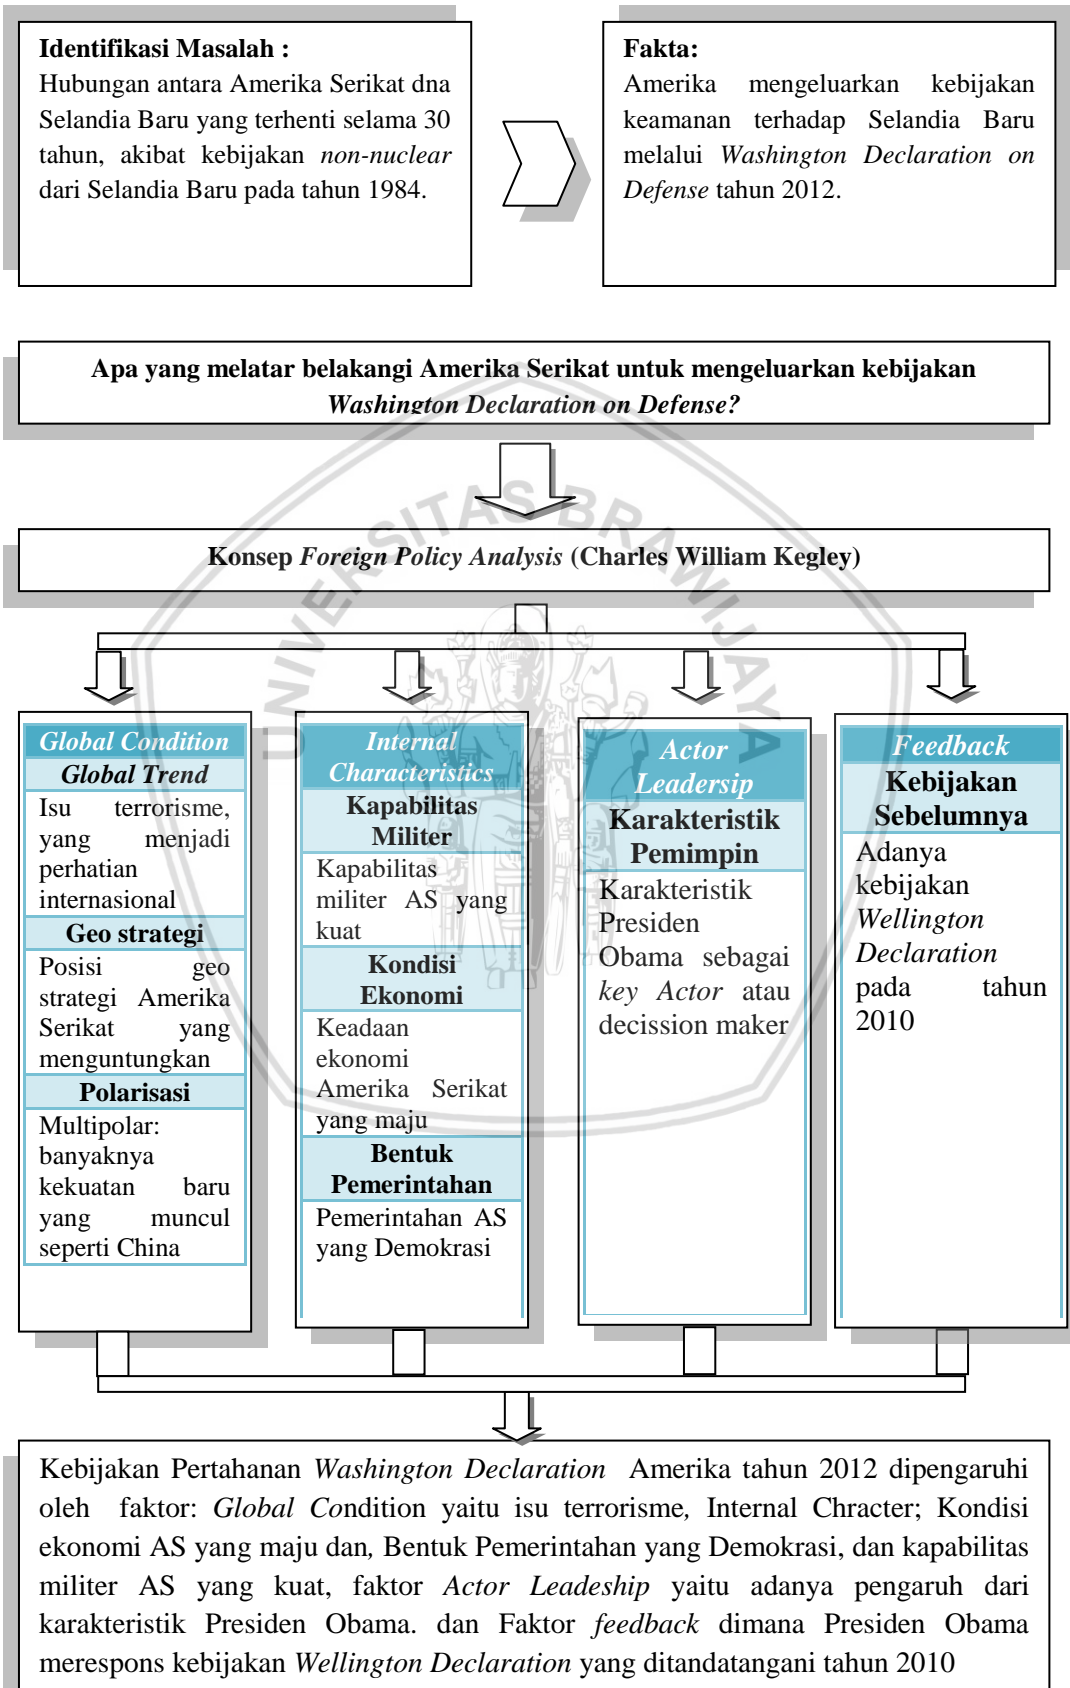 Identifikasi Masalah :
Hubungan antara Amerika Serikat dna
Selandia Baru yang terhenti selama 30
tahun, akibat kebijakan non-nuclear
dari Selandia Baru pada tahun 1984.
Fakta:
Amerika mengeluarkan kebijakan
keamanan terhadap Selandia Baru
melalui Washington Declaration on
Defense tahun 2012.
Apa yang melatar belakangi Amerika Serikat untuk mengeluarkan kebijakan
Washington Declaration on Defense?
UNIVERSITAS BRAWIJAYA
Konsep Foreign Policy Analysis (Charles William Kegley)
Global Condition
Global Trend
Isu terrorisme,
yang menjadi
perhatian
internasional
Geo strategi
Posisi geo
strategi Amerika
Serikat yang
menguntungkan
Polarisasi
Multipolar:
banyaknya
kekuatan baru
yang muncul
seperti China
Internal
Characteristics
Kapabilitas
Militer
Kapabilitas
militer AS yang
kuat
Kondisi
Ekonomi
Keadaan
ekonomi
Amerika Serikat
yang maju
Bentuk
Pemerintahan
Pemerintahan AS
yang Demokrasi
Actor
Leadersip
Karakteristik
Pemimpin
Karakteristik
Presiden
Obama sebagai
key Actor atau
decission maker
Feedback
Kebijakan
Sebelumnya
Adanya
kebijakan
Wellington
Declaration
pada tahun
2010
Kebijakan Pertahanan Washington Declaration Amerika tahun 2012 dipengaruhi
oleh faktor: Global Condition yaitu isu terrorisme, Internal Chracter; Kondisi
ekonomi AS yang maju dan, Bentuk Pemerintahan yang Demokrasi, dan kapabilitas
militer AS yang kuat, faktor Actor Leadeship yaitu adanya pengaruh dari
karakteristik Presiden Obama. dan Faktor feedback dimana Presiden Obama
merespons kebijakan Wellington Declaration yang ditandatangani tahun 2010